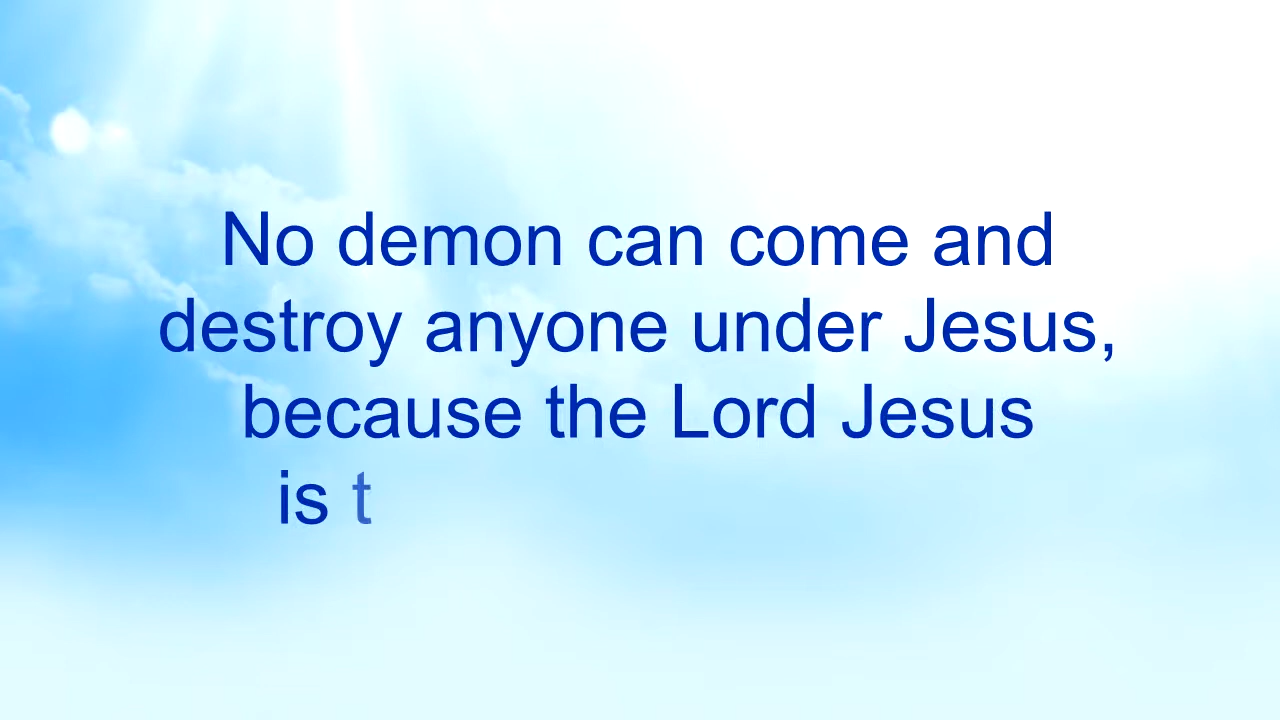 No demon can come and
destroy anyone under Jesus,
because the Lord Jesus
is t